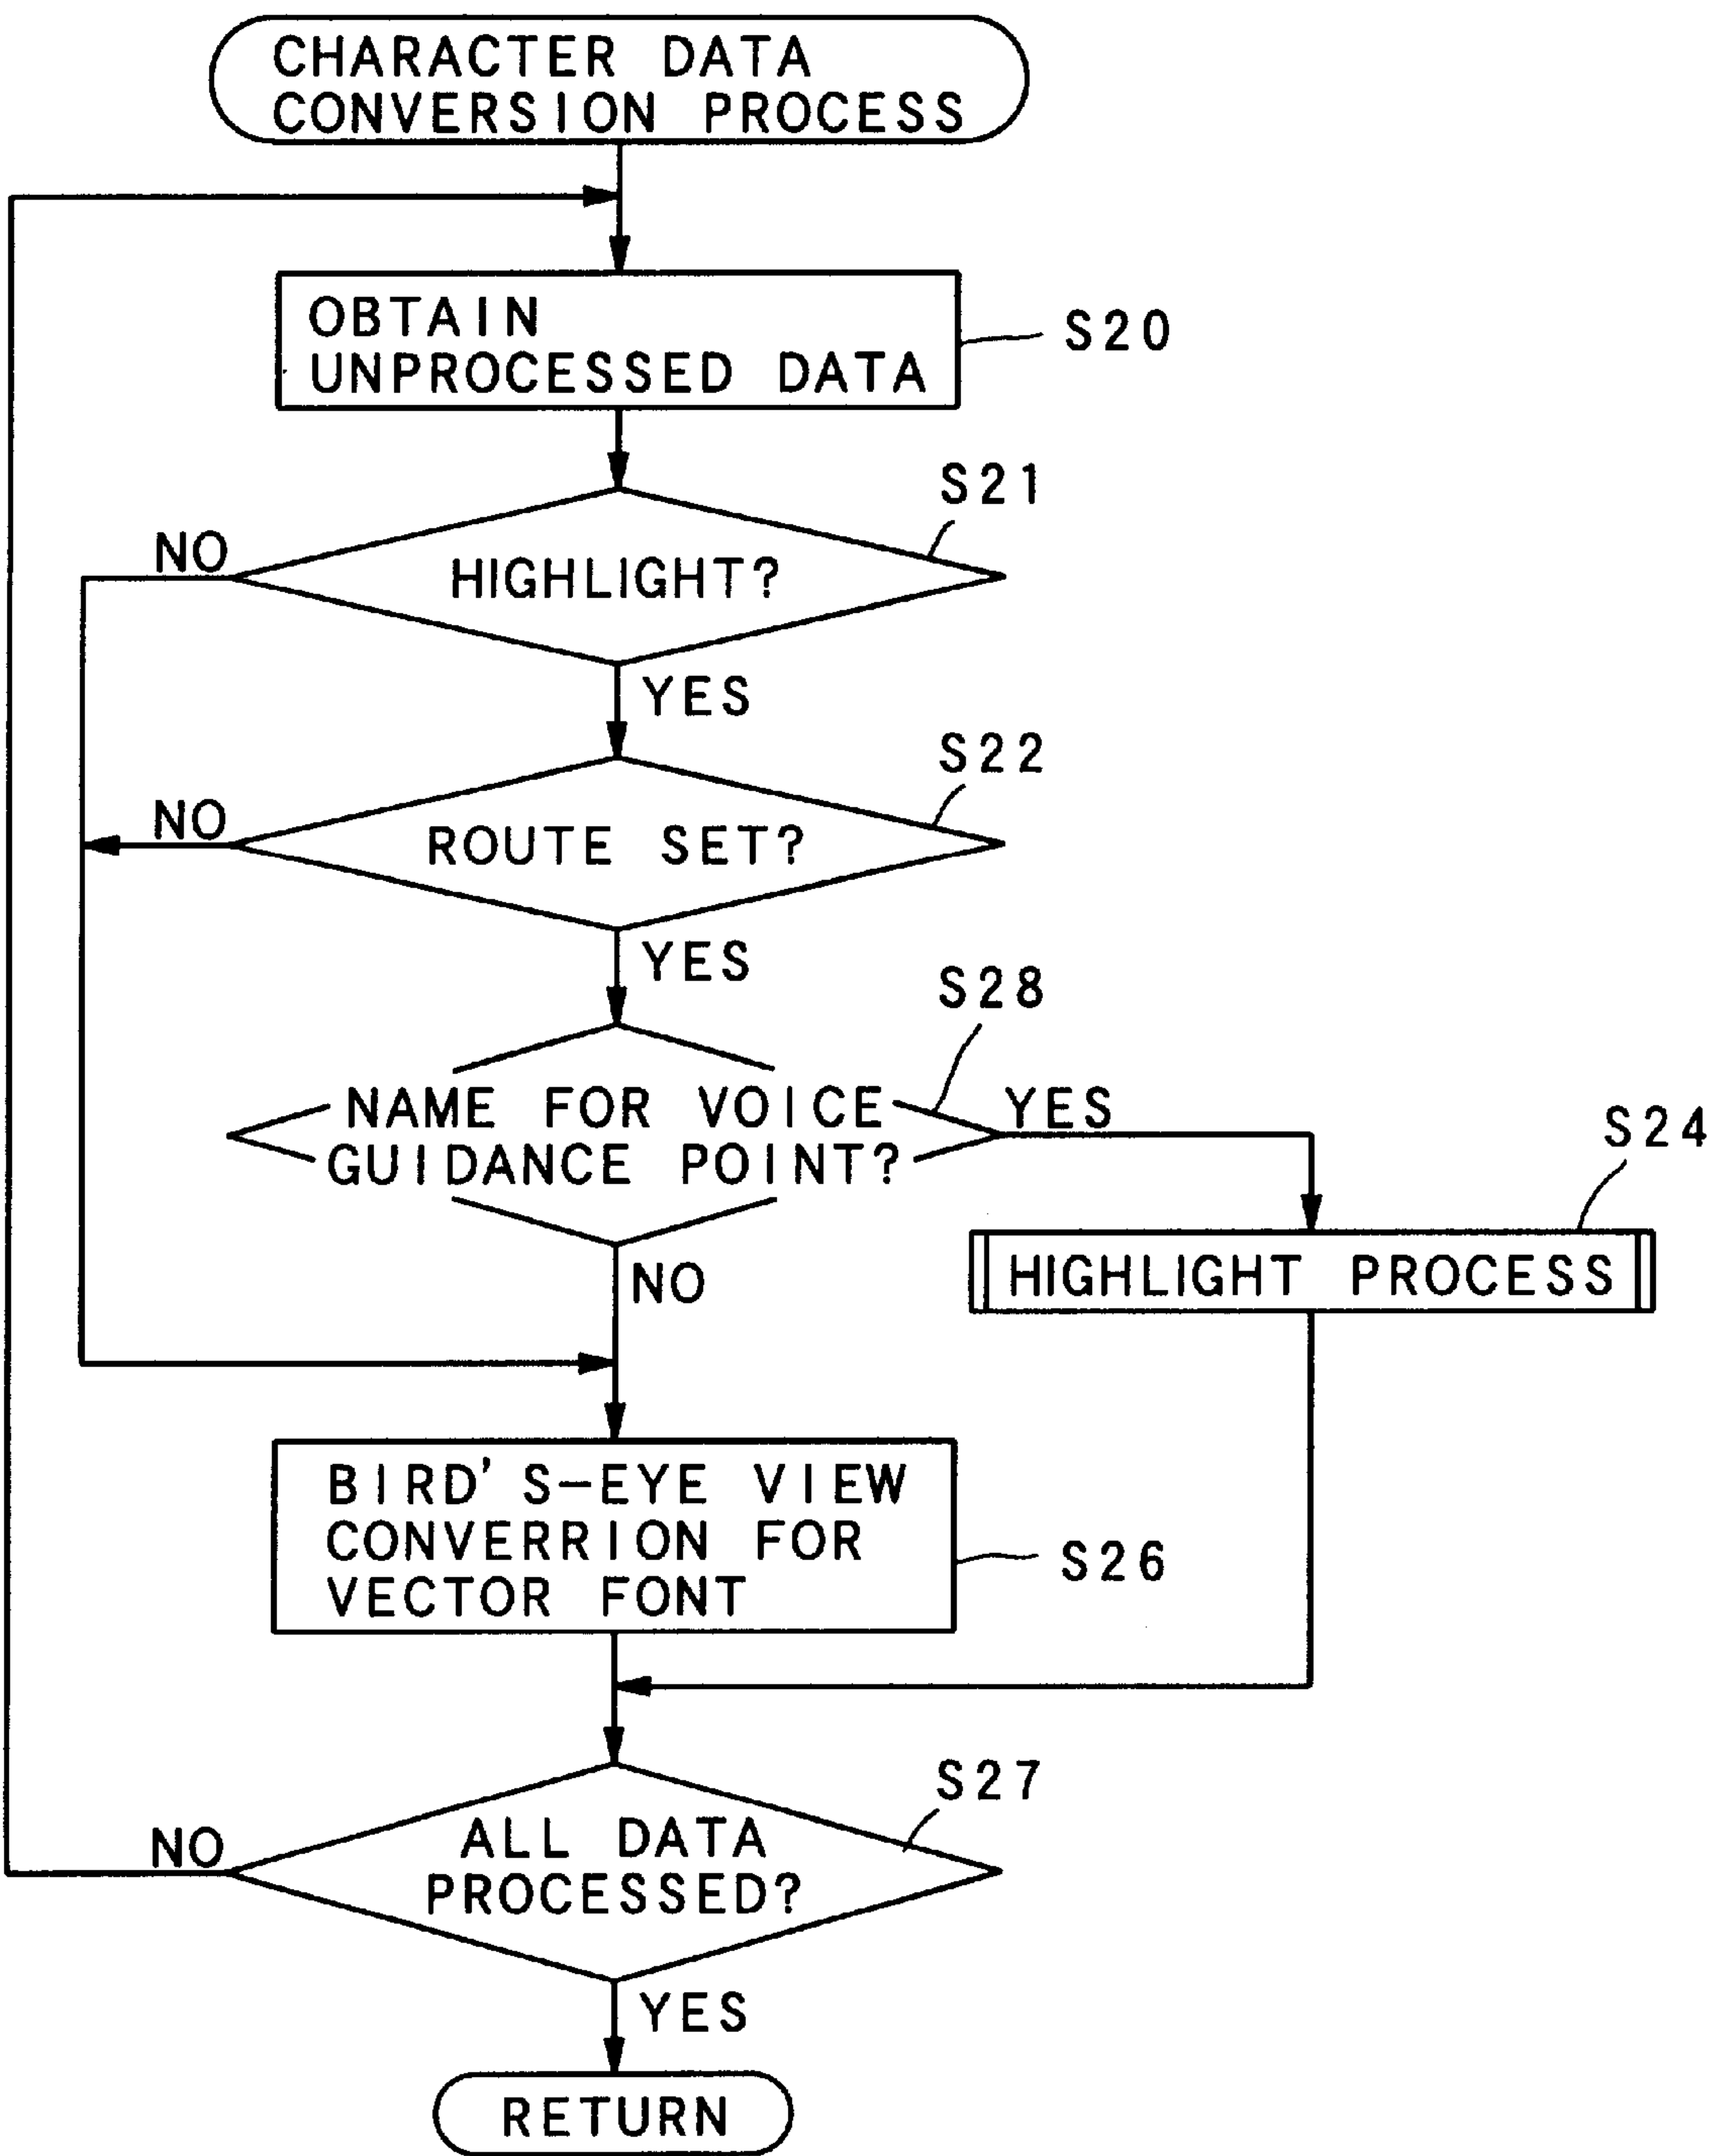 CHARACTER DATA
CONVERSION PROCESS
OBTAIN
UNPROCESSED DATA
S20
S21
NO
HIGHLIGHT?
YES
S22
NO
ROUTE SET?
YES
S28
NAME FOR VOICE
GUIDANCE POINT?
YES
S24
HIGHLIGHT PROCESS
NO
BIRD'S-EYE VIEW
CONVERRION FOR
VECTOR FONT
S26
S27
NO
ALL DATA
PROCESSED?
YES
RETURN